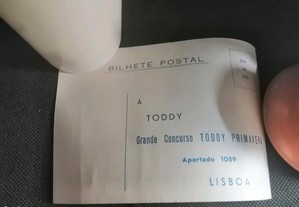 BILHETE POSTAL
À
TODDY
Grande Concurso TODDY PRIMAVERA
Apartado 1089
LISBOA